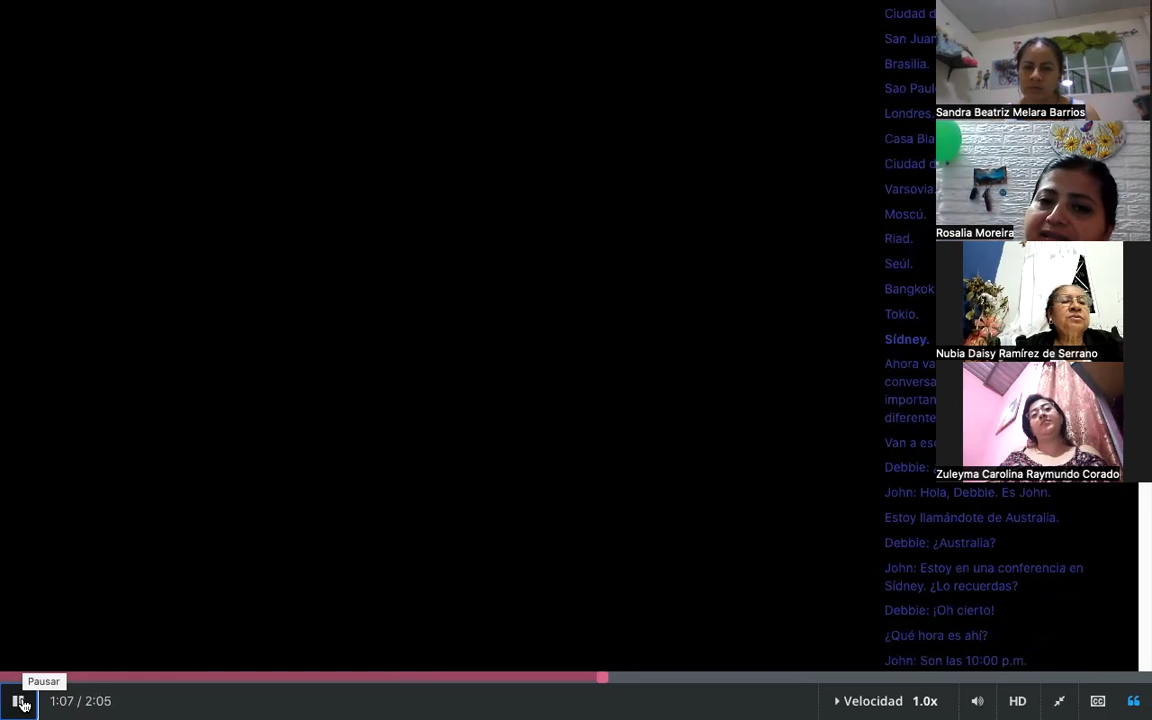 Ciudad d
San Juan
Brasilia.
Sao Paul
Londres.
Casa Bla
Ciudad d
Varsovia.
Moscú.
Riad.
Seúl.
Bangkok
Tokio.
Sídney.
Ahora va
conversa
important
diferente
Van a es
Debbie: ¿
John: Hola, Debbie. Es John.
Estoy llamándote de Australia.
Debbie: ¿Australia?
John: Estoy en una conferencia en
Sídney. ¿Lo recuerdas?
Debbie: ¡Oh cierto!
¿Qué hora es ahí?
John: Son las 10:00 p.m.
Sandra Beatriz Melara Barrios
Rosalia Moreira
Nubia Daisy Ramírez de Serrano
Zuleyma Carolina Raymundo Corado
Pausar
1:07 / 2:05
Velocidad 1.0x
HD
CC